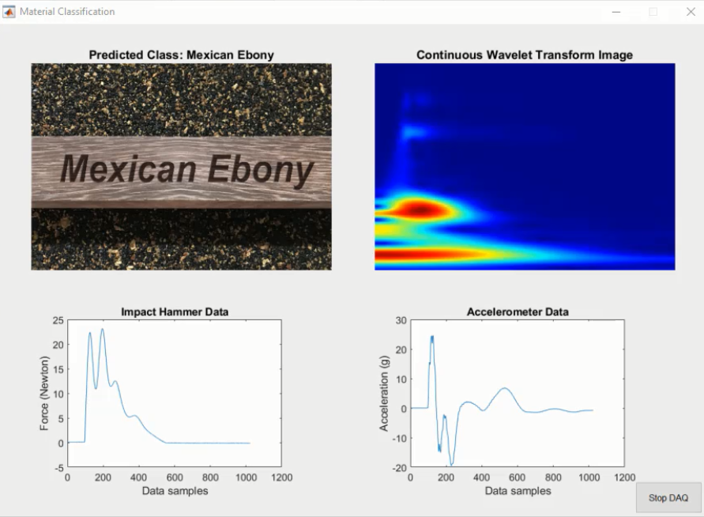 Material Classification
Predicted Class: Mexican Ebony
Mexican Ebony
Continuous Wavelet Transform Image
Impact Hammer Data
25
20
15
10
5
0
-5
Force (Newton)
0 200 400 600 800 1000 1200
Data samples
Accelerometer Data
30
20
10
0
-10
-20
Acceleration (g)
0 200 400 600 800 1000 1200
Data samples
Stop DAQ